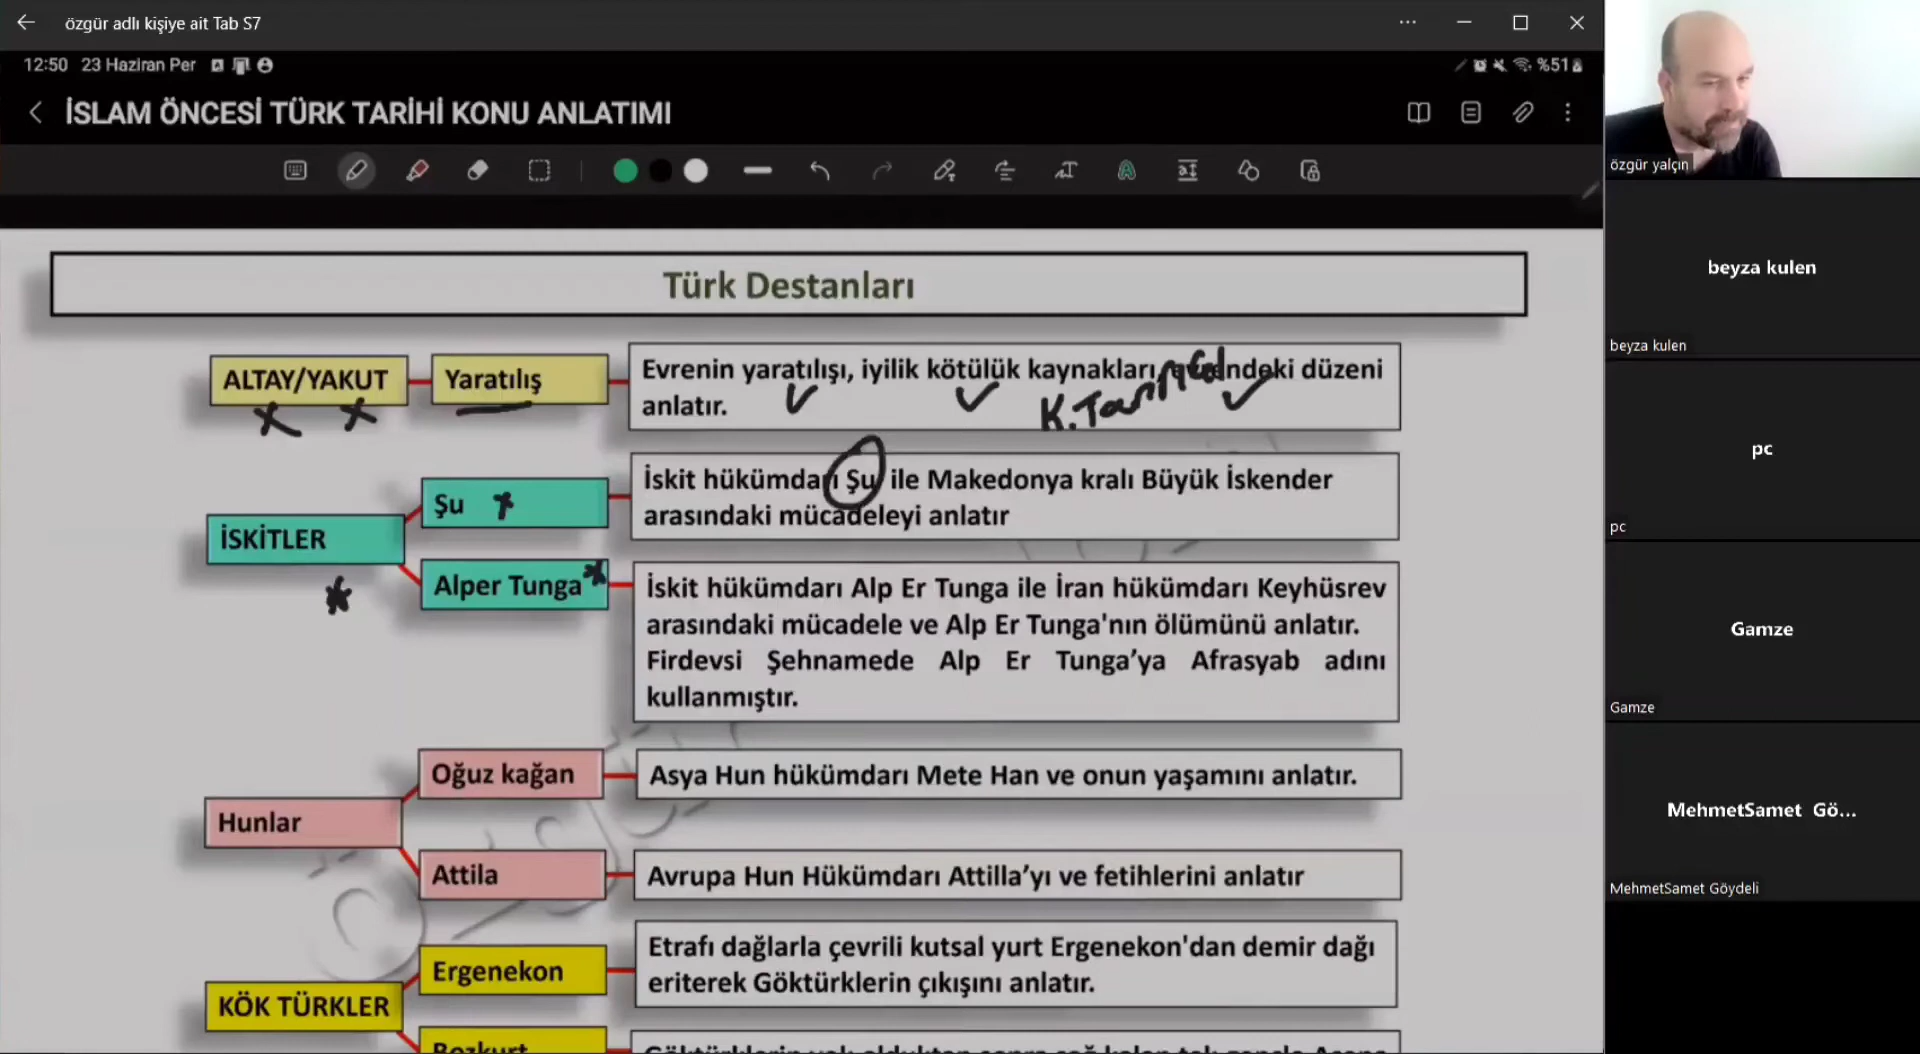 özgür adlı kişiye ait Tab S7
12:50 23 Haziran Per
%51
İSLAM ÖNCESİ TÜRK TARİHİ KONU ANLATIMI
özgür yalçın
beyza kulen
beyza kulen
pc
pc
Gamze
Gamze
MehmetSamet Gö...
MehmetSamet Göydeli
Türk Destanları
ALTAY/YAKUT
Yaratılış
Evrenin yaratılışı, iyilik kötülük kaynakları, düzeni
anlatır.
K.Tanrısal
İSKİTLER
Şu
İskit hükümdarı Şu ile Makedonya kralı Büyük İskender
arasındaki mücadeleyi anlatır
Alper Tunga
İskit hükümdarı Alp Er Tunga ile İran hükümdarı Keyhüsrev
arasındaki mücadele ve Alp Er Tunga'nın ölümünü anlatır.
Firdevsi Şehnamede Alp Er Tunga'ya Afrasyab adını
kullanmıştır.
Hunlar
Oğuz kağan
Asya Hun hükümdarı Mete Han ve onun yaşamını anlatır.
Attila
Avrupa Hun Hükümdarı Attilla'yı ve fetihlerini anlatır
KÖK TÜRKLER
Ergenekon
Etrafı dağlarla çevrili kutsal yurt Ergenekon'dan demir dağı
eriterek Göktürklerin çıkışını anlatır.
Bozkurt